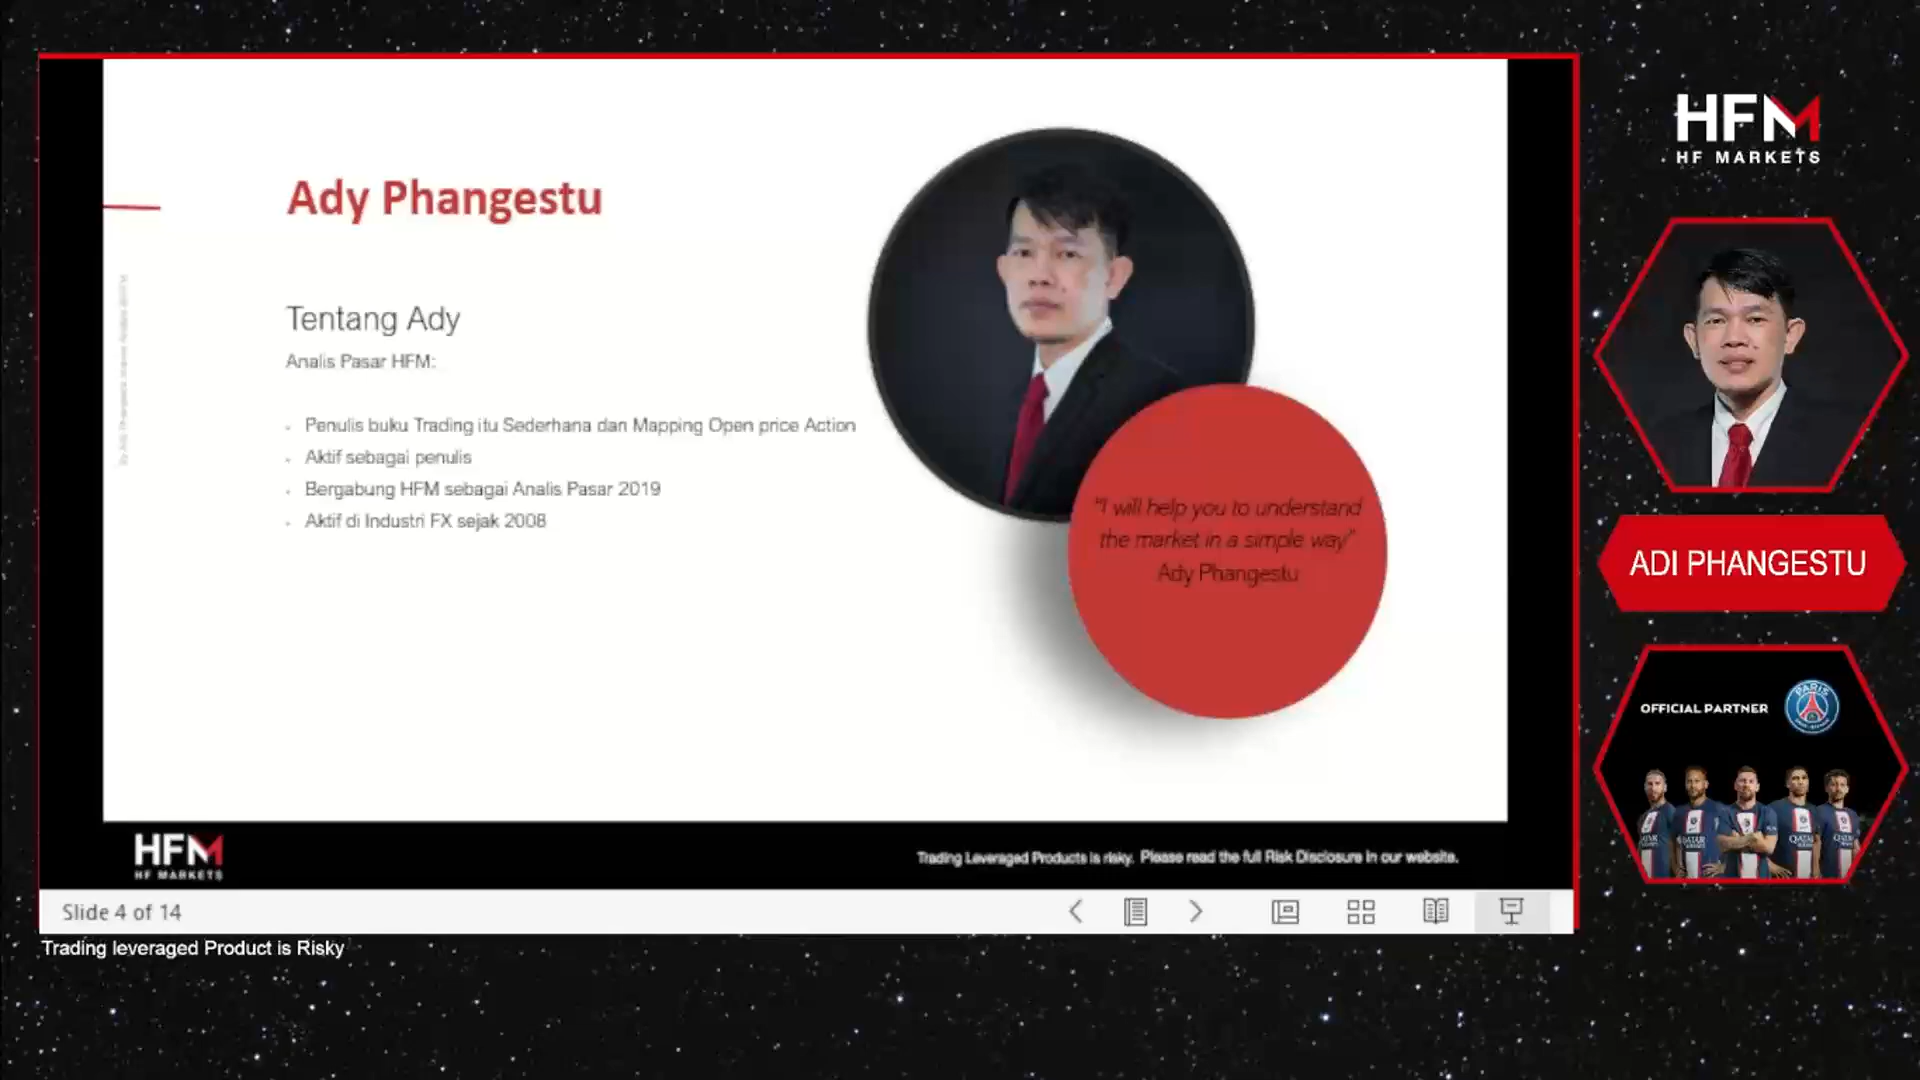 Ady Phangestu
Tentang Ady
Analis Pasar HFM:
Penulis buku Trading itu Sederhana dan Mapping Open price Action
Aktif sebagai penulis
Bergabung HFM sebagai Analis Pasar 2019
Aktif di Industri FX sejak 2008
"I will help you to understand
the market in a simple way"
Ady Phangestu
HFM
HF MARKETS
Trading Leveraged Products is risky. Please read the full Risk Disclosure in our website.
Slide 4 of 14
Trading leveraged Product is Risky
HFM
HF MARKETS
ADI PHANGESTU
OFFICIAL PARTNER
PARIS